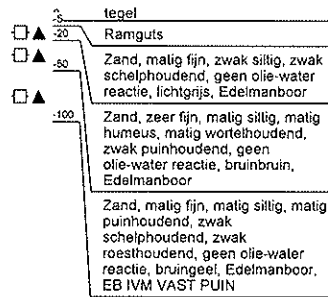 tegel
-5
Ramguts
-20
Zand, matig fijn, zwak siltig, zwak
schelphoudend, geen olie-water
reactie, lichtgrijs, Edelmanboor
-50
Zand, zeer fijn, matig siltig, matig
humeus, matig wortelhoudend,
zwak puinhoudend, geen
olie-water reactie, bruinbruin,
Edelmanboor
-100
Zand, matig fijn, matig siltig, matig
puinhoudend, zwak
schelphoudend, zwak
roesthoudend, geen olie-water
reactie, bruingeel, Edelmanboor,
EB IVM VAST PUIN